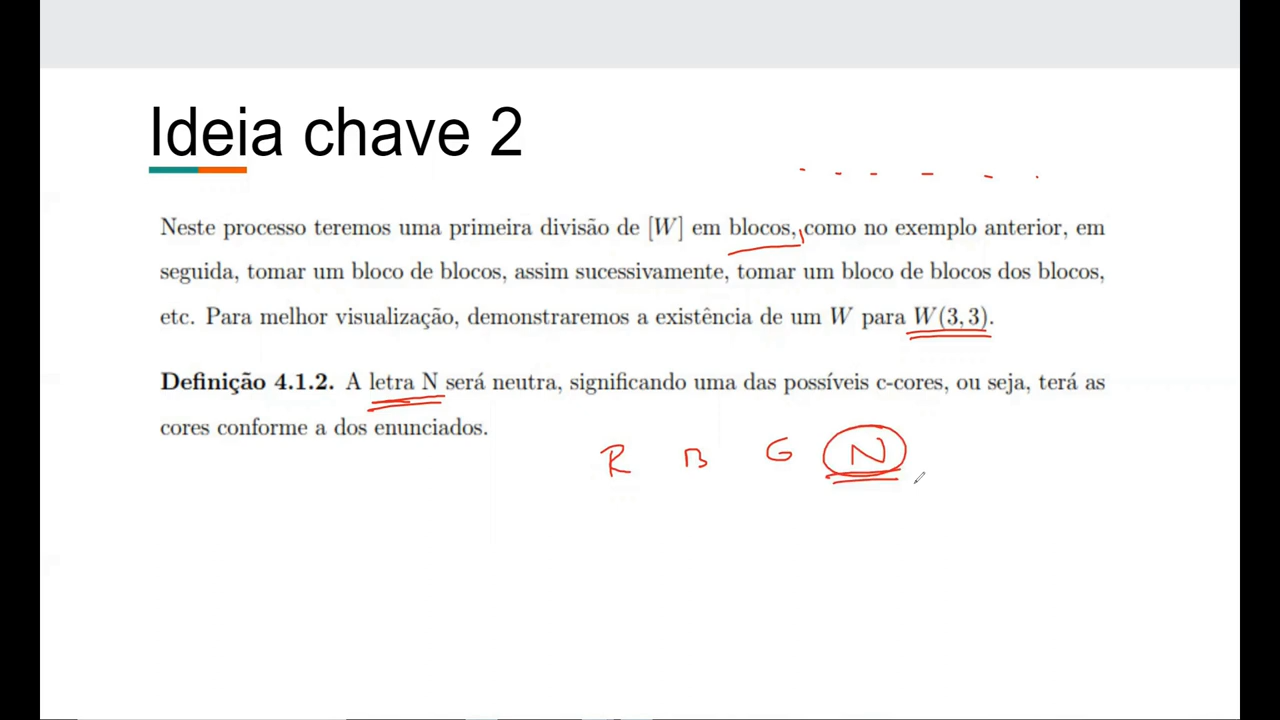 Ideia chave 2
Neste processo teremos uma primeira divisão de [W] em blocos, como no exemplo anterior, em
seguida, tomar um bloco de blocos, assim sucessivamente, tomar um bloco de blocos dos blocos,
etc. Para melhor visualização, demonstraremos a existência de um W para W(3, 3).
Definição 4.1.2. A letra N será neutra, significando uma das possíveis c-cores, ou seja, terá as
cores conforme a dos enunciados.
R B G N